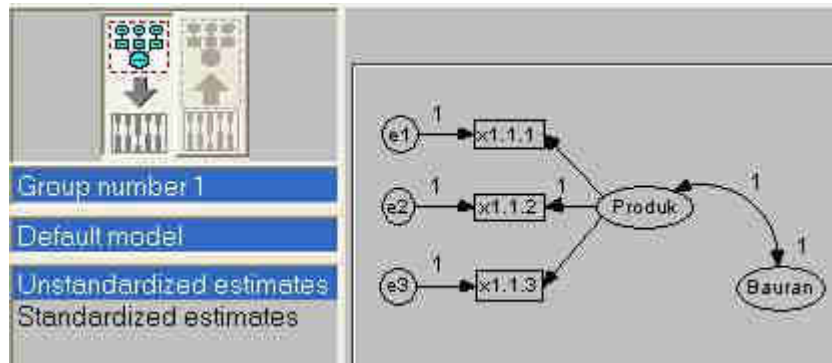 Group number 1
Default model
Unstandardized estimates
Standardized estimates
1
e1
x1.1.1
1
1
e2
x1.1.2
Produk
1
1
1
e3
x1.1.3
Bauran